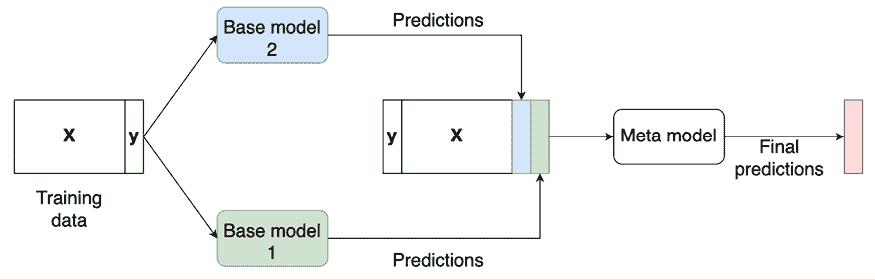 Predictions
Base model
2
X
y
Training
data
y
X
Meta model
Final
predictions
Base model
1
Predictions